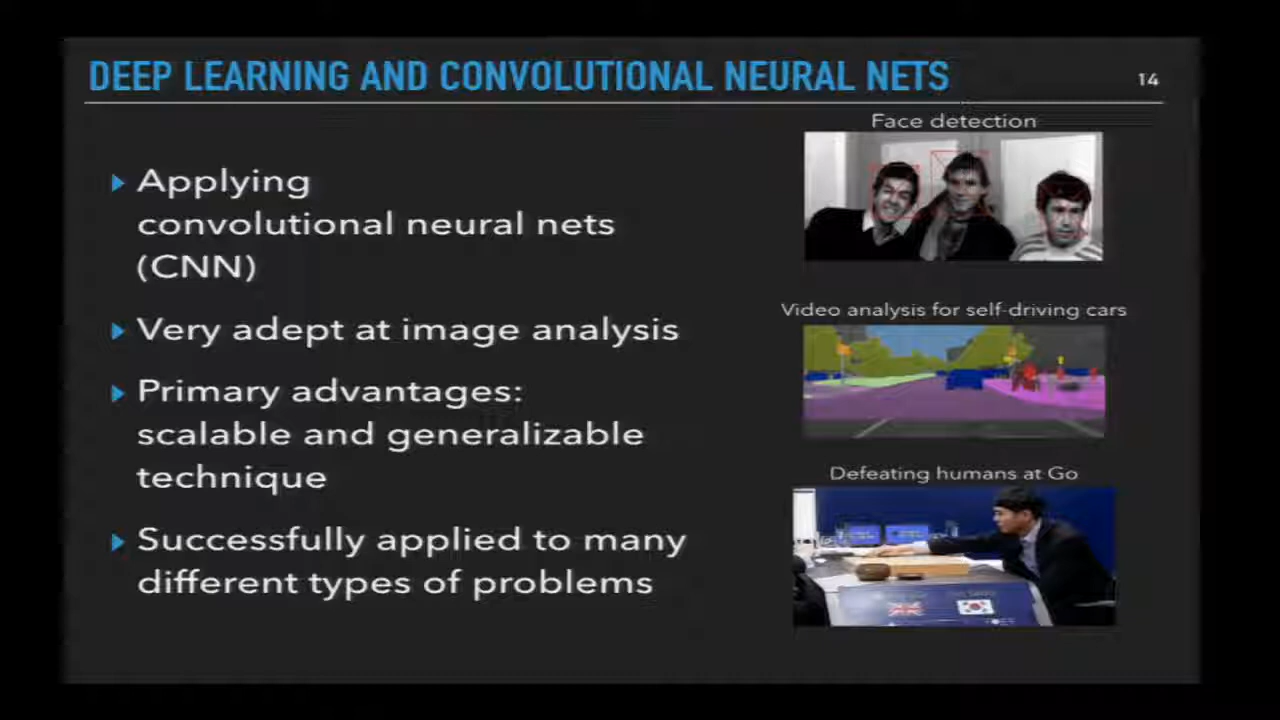 DEEP LEARNING AND CONVOLUTIONAL NEURAL NETS
14
Applying
convolutional neural nets
(CNN)
Very adept at image analysis
Primary advantages:
scalable and generalizable
technique
Successfully applied to many
different types of problems
Face detection
Video analysis for self-driving cars
Defeating humans at Go